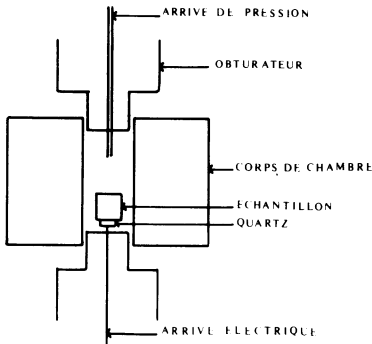 ARRIVE DE PRESSION
OBTURATEUR
CORPS DE CHAMBRE
ECHANTILLON
QUARTZ
ARRIVE ELECTRIQUE